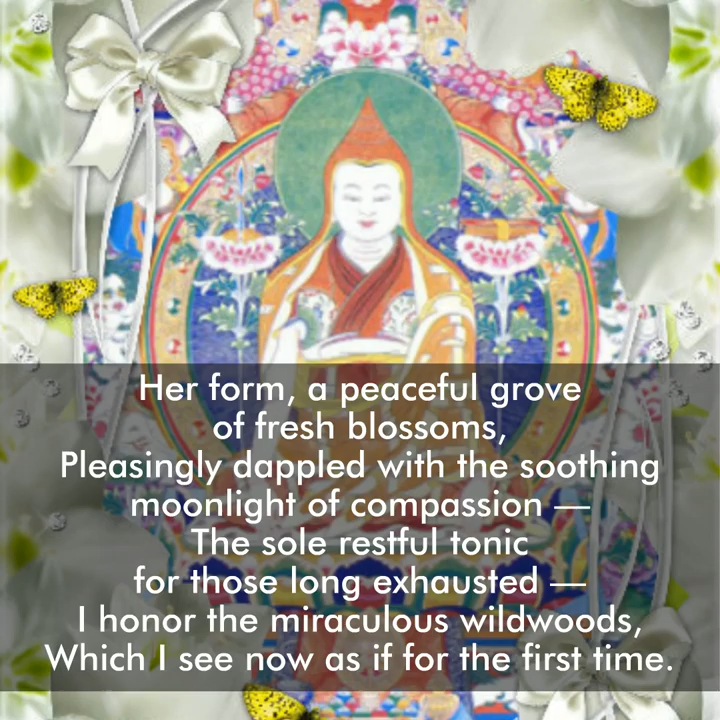 Her form, a peaceful grove
of fresh blossoms,
Pleasingly dappled with the soothing
moonlight of compassion —
The sole restful tonic
for those long exhausted —
I honor the miraculous wildwoods,
Which I see now as if for the first time.